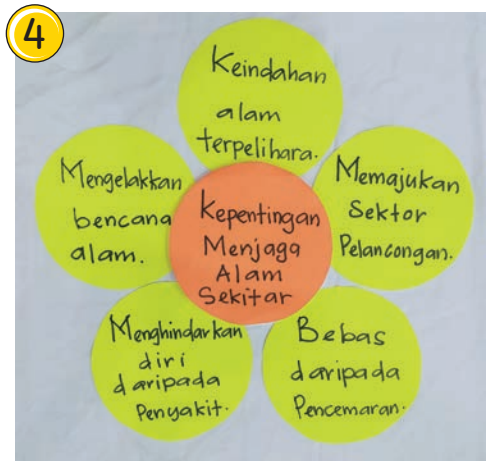 4
Keindahan
alam
terpelihara.
Memajukan
Sektor
Pelancongan.
Bebas
daripada
Pencemaran.
Menghindarkan
diri
daripada
Penyakit.
Mengelakkan
bencana
alam.
Kepentingan
Menjaga
Alam
Sekitar